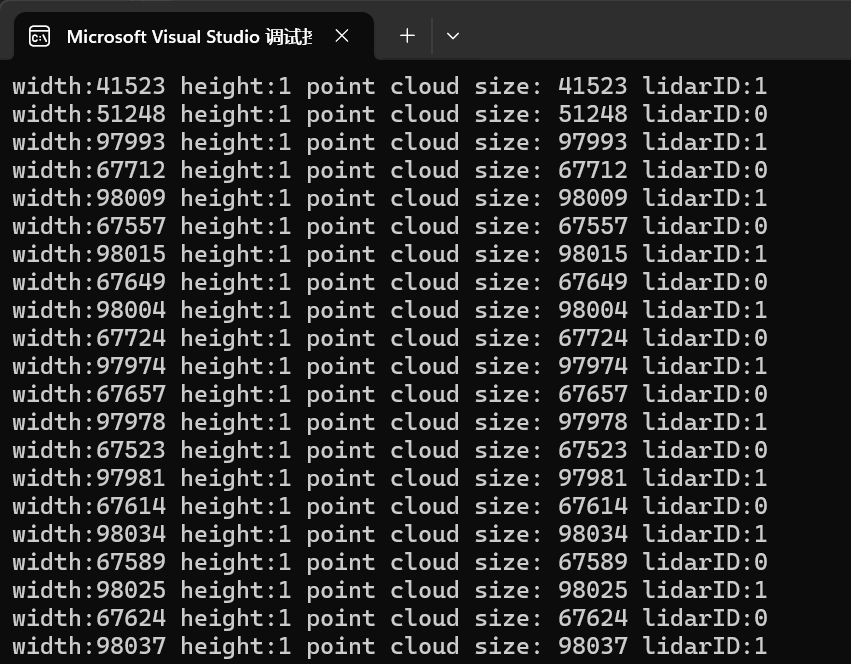 Microsoft Visual Studio 调试
width:41523 height:1 point cloud size: 41523 lidarID:1
width:51248 height:1 point cloud size: 51248 lidarID:0
width:97993 height:1 point cloud size: 97993 lidarID:1
width:67712 height:1 point cloud size: 67712 lidarID:0
width:98009 height:1 point cloud size: 98009 lidarID:1
width:67557 height:1 point cloud size: 67557 lidarID:0
width:98015 height:1 point cloud size: 98015 lidarID:1
width:67649 height:1 point cloud size: 67649 lidarID:0
width:98004 height:1 point cloud size: 98004 lidarID:1
width:67724 height:1 point cloud size: 67724 lidarID:0
width:97974 height:1 point cloud size: 97974 lidarID:1
width:67657 height:1 point cloud size: 67657 lidarID:0
width:97978 height:1 point cloud size: 97978 lidarID:1
width:67523 height:1 point cloud size: 67523 lidarID:0
width:97981 height:1 point cloud size: 97981 lidarID:1
width:67614 height:1 point cloud size: 67614 lidarID:0
width:98034 height:1 point cloud size: 98034 lidarID:1
width:67589 height:1 point cloud size: 67589 lidarID:0
width:98025 height:1 point cloud size: 98025 lidarID:1
width:67624 height:1 point cloud size: 67624 lidarID:0
width:98037 height:1 point cloud size: 98037 lidarID:1